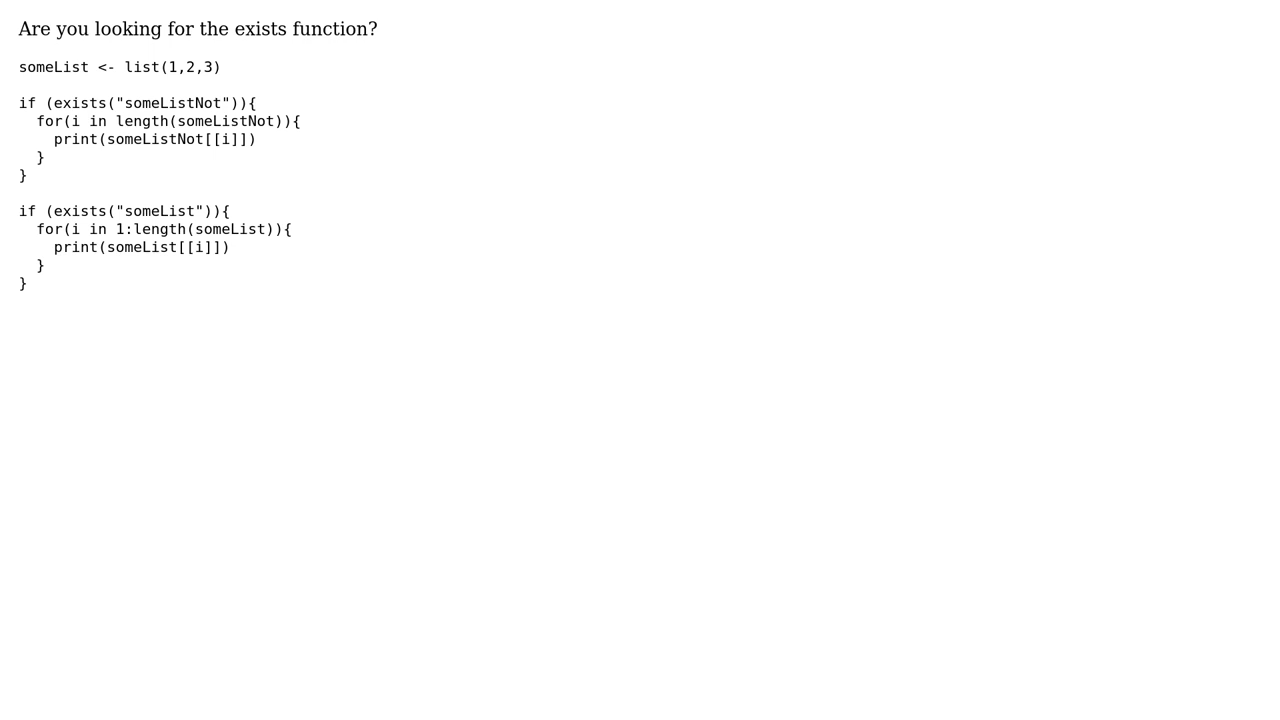 Are you looking for the exists function?
someList <- list(1,2,3)
if (exists("someListNot")){
  for(i in length(someListNot)){
    print(someListNot[[i]])
  }
}
if (exists("someList")){
  for(i in 1:length(someList)){
    print(someList[[i]])
  }
}